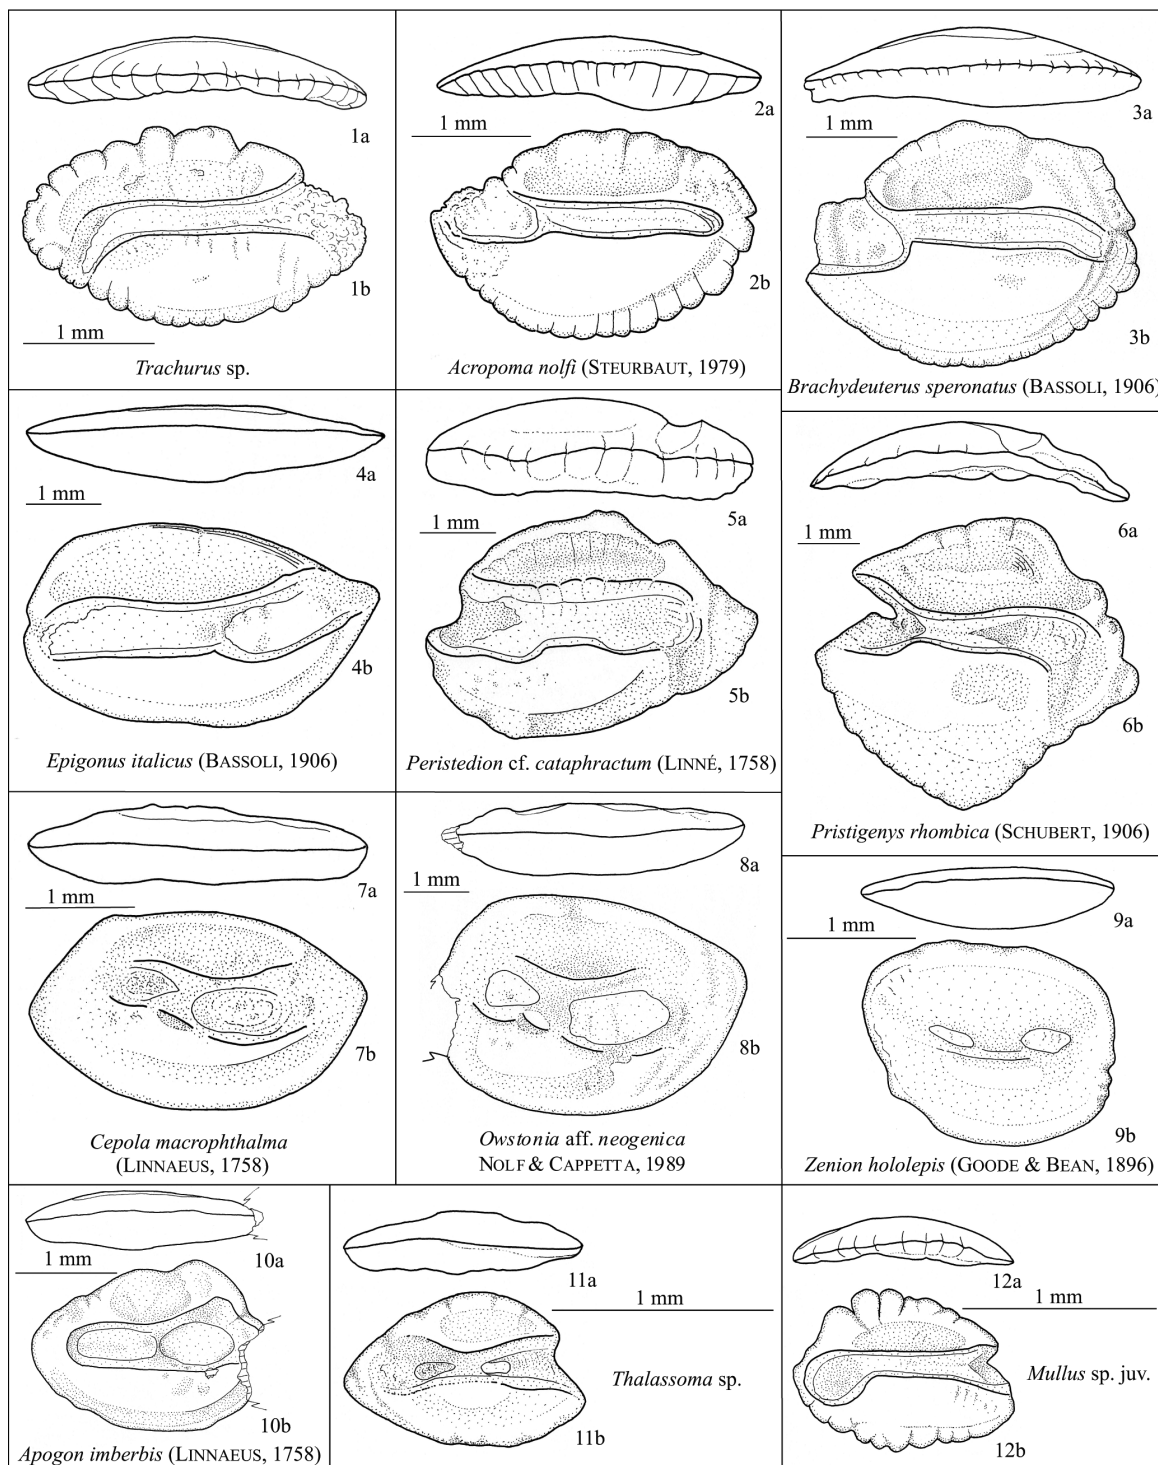 1a
1b
1 mm
Trachurus sp.
2a
1 mm
2b
Acropoma nolfi (STEURBAUT, 1979)
3a
1 mm
3b
Brachydeuterus speronatus (BASSOLI, 1906)
4a
1 mm
4b
Epigonus italicus (BASSOLI, 1906)
5a
1 mm
5b
Peristedion cf. cataphractum (LINNÉ, 1758)
6a
1 mm
6b
Pristigenys rhombica (SCHUBERT, 1906)
7a
1 mm
7b
Cepola macrophthalma
(LINNAEUS, 1758)
8a
1 mm
8b
Owstonia aff. neogenica
NOLF & CAPPETTA, 1989
9a
1 mm
9b
Zenion hololepis (GOODE & BEAN, 1896)
10a
1 mm
10b
Apogon imberbis (LINNAEUS, 1758)
11a
1 mm
Thalassoma sp.
11b
12a
1 mm
Mullus sp. juv.
12b